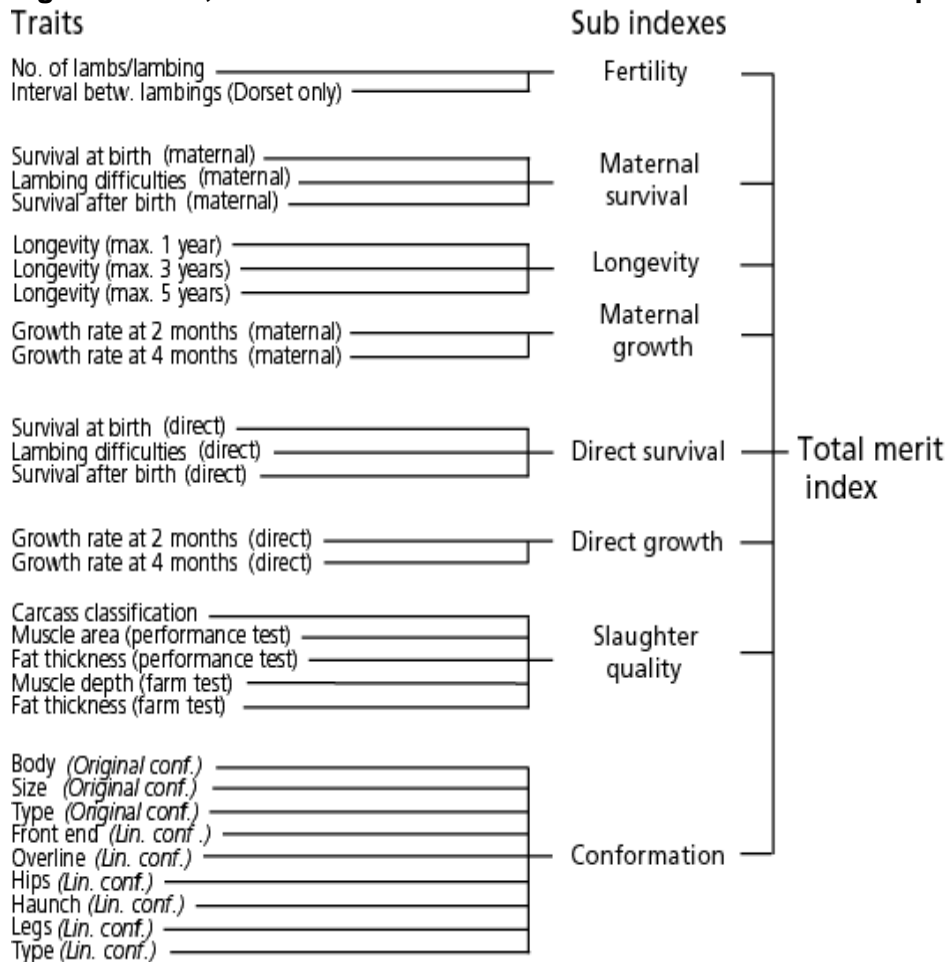 Traits
Sub indexes
No. of lambs/lambing
Interval betw. lambings (Dorset only)
Fertility
Survival at birth (maternal)
Lambing difficulties (maternal)
Survival after birth (maternal)
Maternal
survival
Longevity (max. 1 year)
Longevity (max. 3 years)
Longevity (max. 5 years)
Longevity
Growth rate at 2 months (maternal)
Growth rate at 4 months (maternal)
Maternal
growth
Survival at birth (direct)
Lambing difficulties (direct)
Survival after birth (direct)
Direct survival
Total merit
index
Growth rate at 2 months (direct)
Growth rate at 4 months (direct)
Direct growth
Carcass classification
Muscle area (performance test)
Fat thickness (performance test)
Muscle depth (farm test)
Fat thickness (farm test)
Slaughter
quality
Body (Original conf.)
Size (Original conf.)
Type (Original conf.)
Front end (Lin. conf .)
Overline (Lin. conf.)
Hips (Lin. conf.)
Haunch (Lin. conf.)
Legs (Lin. conf.)
Type (Lin. conf.)
Conformation